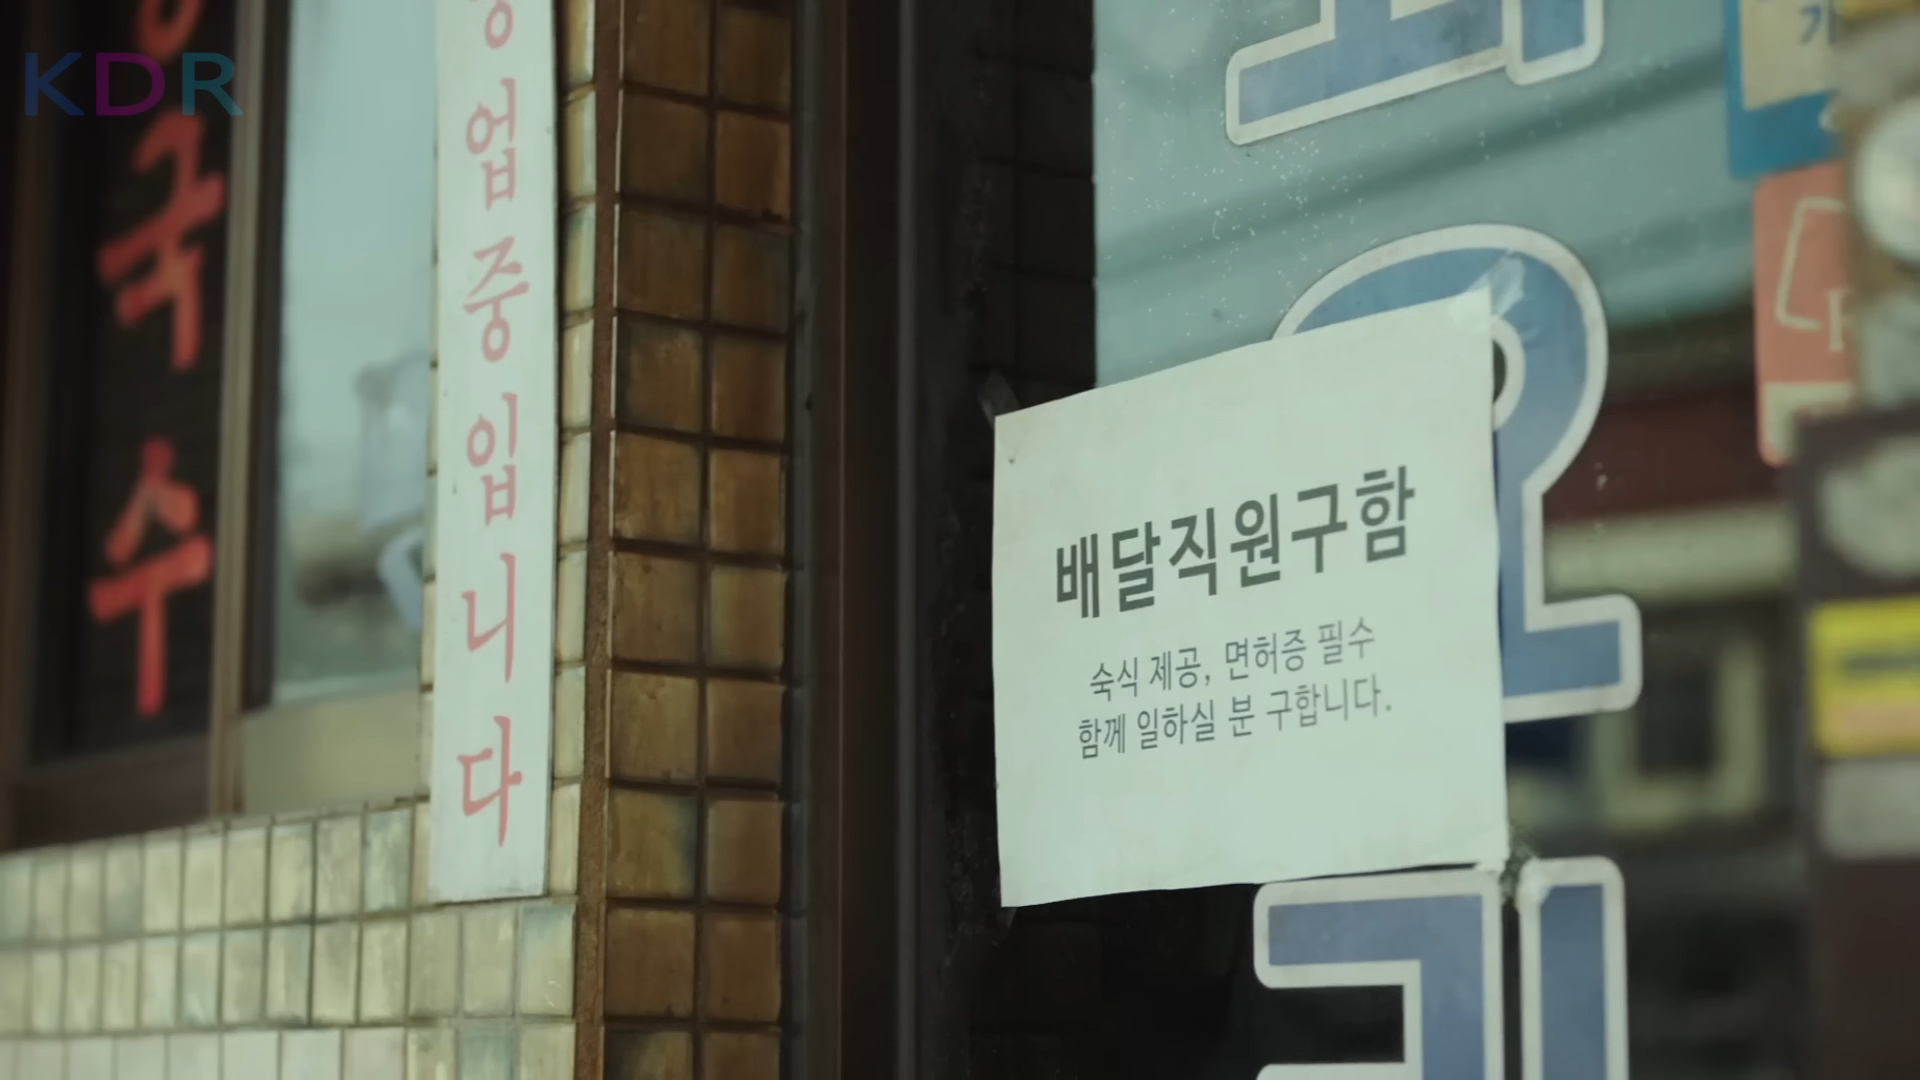 KDR
국수
영업중입니다
배달직원구함
숙식 제공, 면허증 필수
함께 일하실 분 구합니다.
요